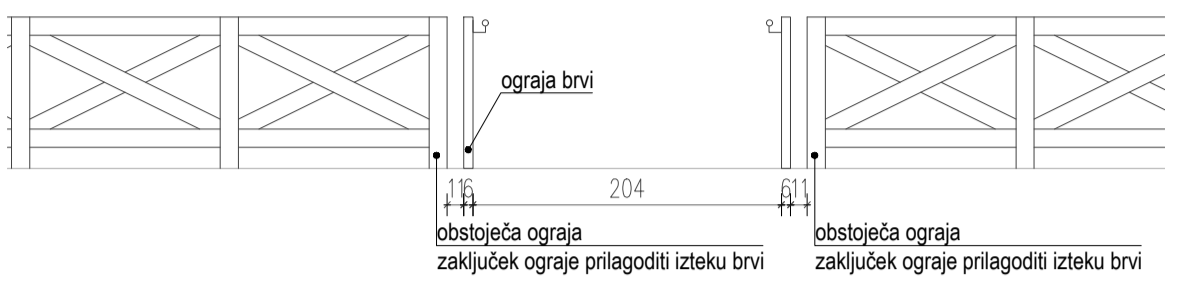 ograja brvi
11 6 204 6 11
obstoječa ograja
zaključek ograje prilagoditi izteku brvi
obstoječa ograja
zaključek ograje prilagoditi izteku brvi